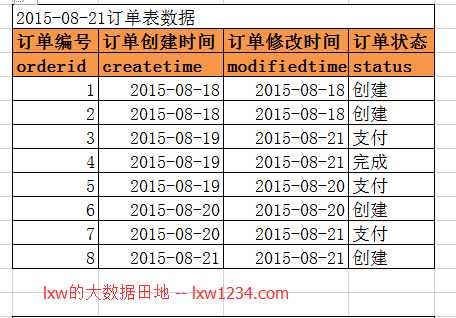 2015-08-21订单表数据
订单编号 订单创建时间 订单修改时间 订单状态
orderid createtime modifiedtime status
1 2015-08-18 2015-08-18 创建
2 2015-08-18 2015-08-18 创建
3 2015-08-19 2015-08-21 支付
4 2015-08-19 2015-08-21 完成
5 2015-08-19 2015-08-20 支付
6 2015-08-20 2015-08-20 创建
7 2015-08-20 2015-08-21 支付
8 2015-08-21 2015-08-21 创建
lxw的大数据田地 -- lxw1234.com